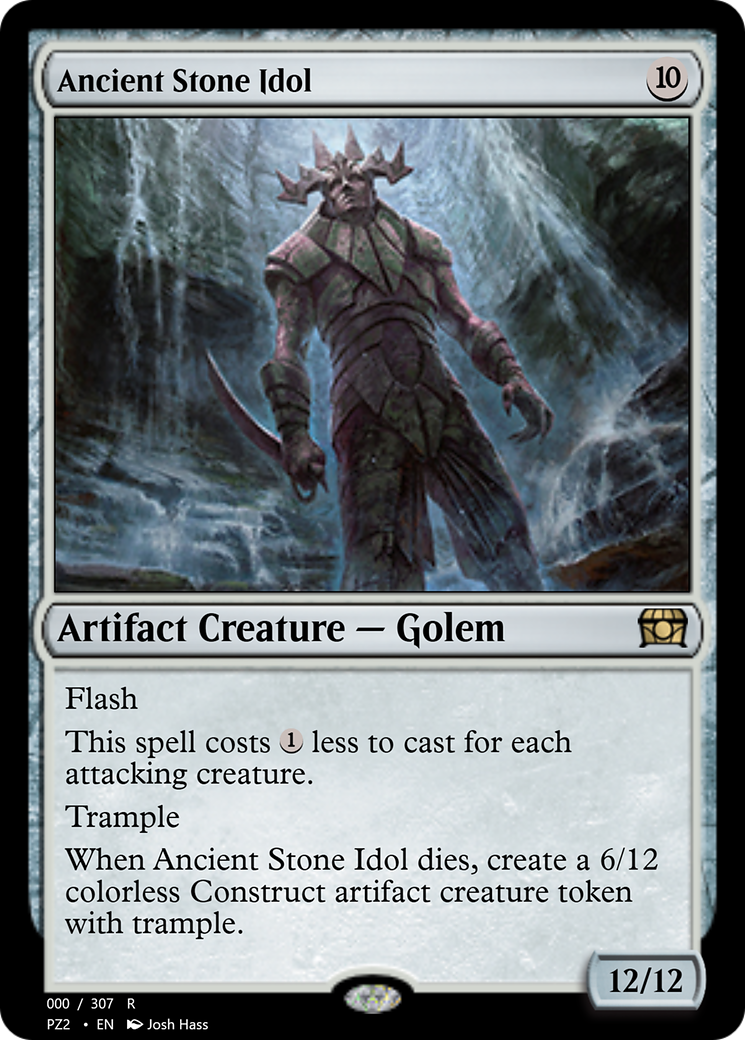 Ancient Stone Idol 10
Artifact Creature — Golem
Flash
This spell costs 1 less to cast for each
attacking creature.
Trample
When Ancient Stone Idol dies, create a 6/12
colorless Construct artifact creature token
with trample.
12/12
000 / 307 R
PZ2 • EN Josh Hass